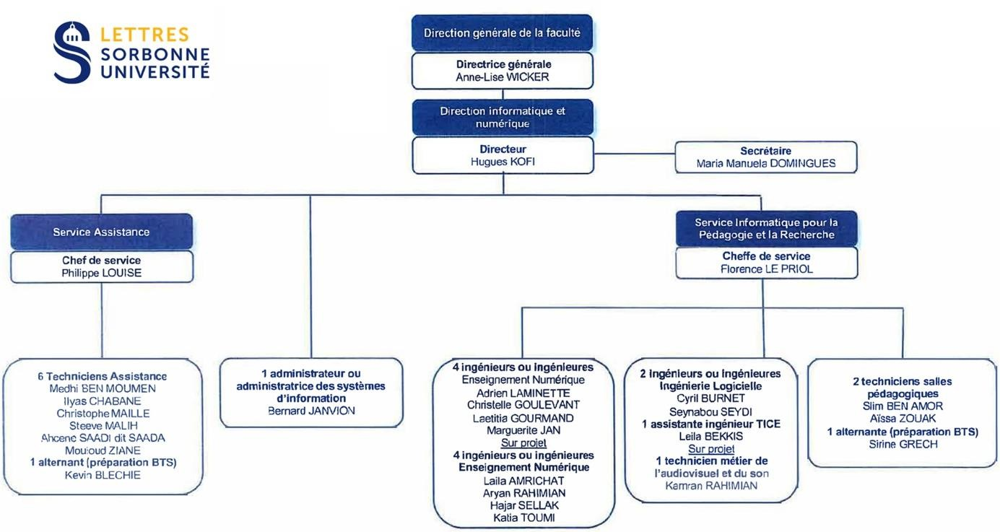 LETTRES
SORBONNE
UNIVERSITÉ
Direction générale de la faculté
Directrice générale
Anne-Lise WICKER
Direction informatique et
numérique
Directeur
Hugues KOFI
Secrétaire
Maria Manuela DOMINGUES
Service Assistance
Chef de service
Philippe LOUISE
Service Informatique pour la
Pédagogie et la Recherche
Cheffe de service
Florence LE PRIOL
6 Techniciens Assistance
Medhi BEN MOUMEN
Ilyas CHABANE
Christophe MAILLE
Steeve MALIH
Ahcene SAADI dit SAADA
Mouloud ZIANE
1 alternant (préparation BTS)
Kevin BLECHIE
1 administrateur ou
administratrice des systèmes
d'information
Bernard JANVION
4 ingénieurs ou ingénieures
Enseignement Numérique
Adrien LAMINETTE
Christelle GOULEVANT
Laetitia GOURMAND
Marguerite JAN
Sur projet
4 ingénieurs ou ingénieures
Enseignement Numérique
Laila AMRICHAT
Aryan RAHIMIAN
Hajar SELLAK
Katia TOUMI
2 ingénieurs ou ingénieures
Ingénierie Logicielle
Cyril BURNET
Seynabou SEYDI
1 assistante ingénieur TICE
Leila BEKKIS
Sur projet
1 technicien métier de
l'audiovisuel et du son
Kamran RAHIMIAN
2 techniciens salles
pédagogiques
Slim BEN AMOR
Aïssa ZOUAK
1 alternante (préparation BTS)
Sirine GRECH